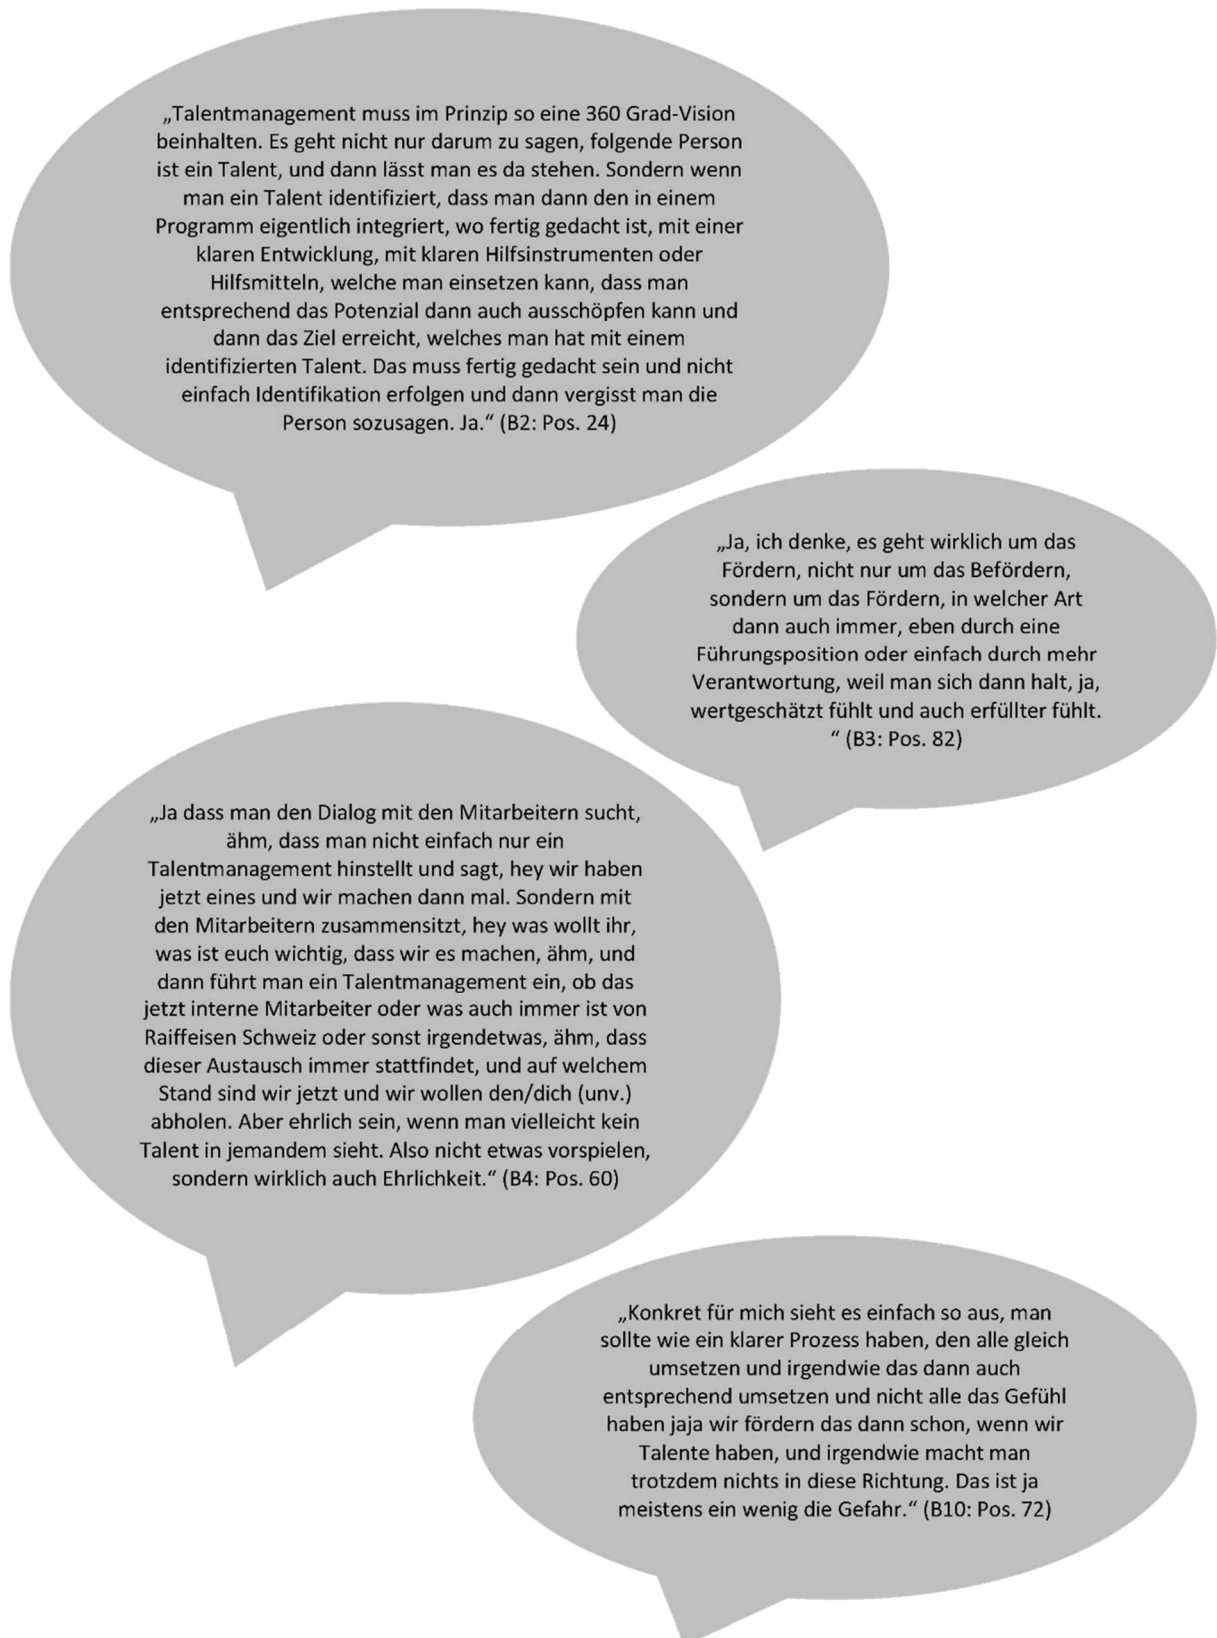 „Talentmanagement muss im Prinzip so eine 360 Grad-Vision
beinhalten. Es geht nicht nur darum zu sagen, folgende Person
ist ein Talent, und dann lässt man es da stehen. Sondern wenn
man ein Talent identifiziert, dass man dann den in einem
Programm eigentlich integriert, wo fertig gedacht ist, mit einer
klaren Entwicklung, mit klaren Hilfsinstrumenten oder
Hilfsmitteln, welche man einsetzen kann, dass man
entsprechend das Potenzial dann auch ausschöpfen kann und
dann das Ziel erreicht, welches man hat mit einem
identifizierten Talent. Das muss fertig gedacht sein und nicht
einfach Identifikation erfolgen und dann vergisst man die
Person sozusagen. Ja.“ (B2: Pos. 24)
„Ja, ich denke, es geht wirklich um das
Fördern, nicht nur um das Befördern,
sondern um das Fördern, in welcher Art
dann auch immer, eben durch eine
Führungsposition oder einfach durch mehr
Verantwortung, weil man sich dann halt, ja,
wertgeschätzt fühlt und auch erfüllter fühlt.
“ (B3: Pos. 82)
„Ja dass man den Dialog mit den Mitarbeitern sucht,
ähm, dass man nicht einfach nur ein
Talentmanagement hinstellt und sagt, hey wir haben
jetzt eines und wir machen dann mal. Sondern mit
den Mitarbeitern zusammensitzt, hey was wollt ihr,
was ist euch wichtig, dass wir es machen, ähm, und
dann führt man ein Talentmanagement ein, ob das
jetzt interne Mitarbeiter oder was auch immer ist von
Raiffeisen Schweiz oder sonst irgendetwas, ähm, dass
dieser Austausch immer stattfindet, und auf welchem
Stand sind wir jetzt und wir wollen den/dich (unv.)
abholen. Aber ehrlich sein, wenn man vielleicht kein
Talent in jemandem sieht. Also nicht etwas vorspielen,
sondern wirklich auch Ehrlichkeit.“ (B4: Pos. 60)
„Konkret für mich sieht es einfach so aus, man
sollte wie ein klarer Prozess haben, den alle gleich
umsetzen und irgendwie das dann auch
entsprechend umsetzen und nicht alle das Gefühl
haben jaja wir fördern das dann schon, wenn wir
Talente haben, und irgendwie macht man
trotzdem nichts in diese Richtung. Das ist ja
meistens ein wenig die Gefahr.“ (B10: Pos. 72)